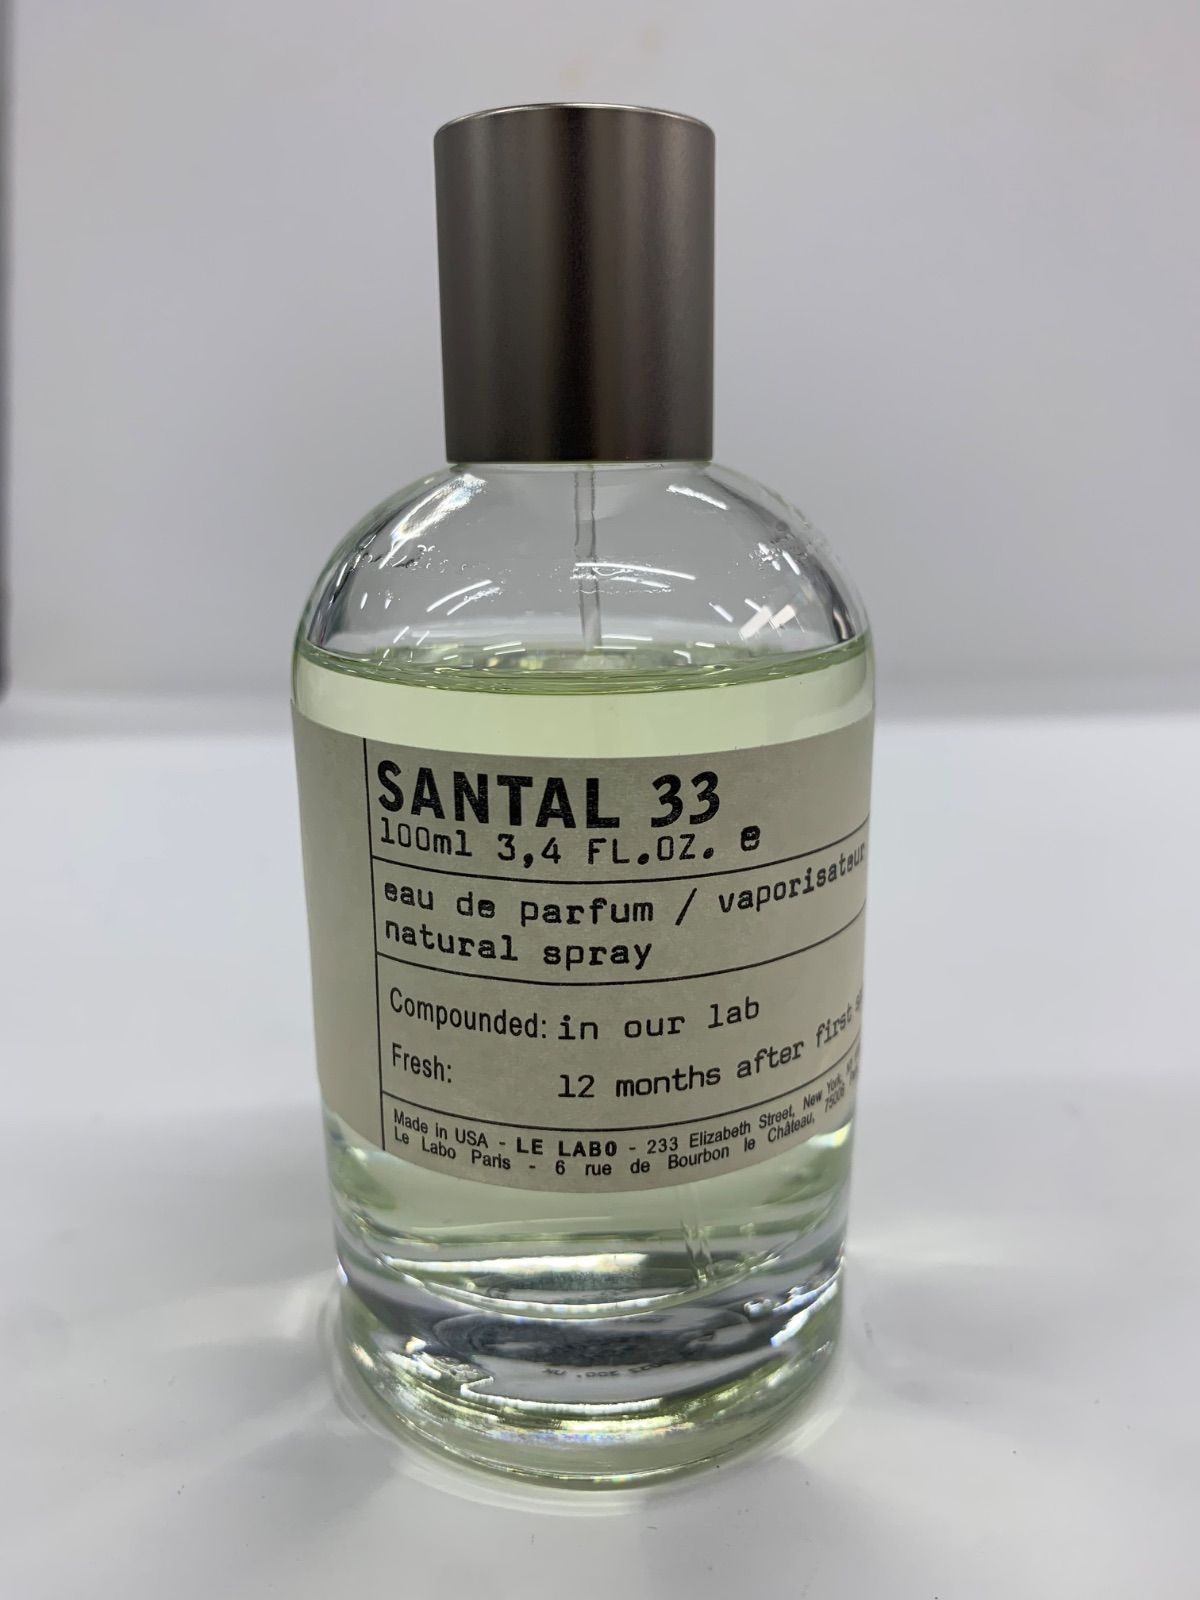 SANTAL 33
100ml 3,4 FL.OZ. e
eau de parfum / vaporisateur
natural spray
Compounded: in our lab
Fresh: 12 months after first
Made in USA - LE LABO - 233 Elizabeth Street, New York,
Le Labo Paris - 6 rue de Bourbon le Château, 75006